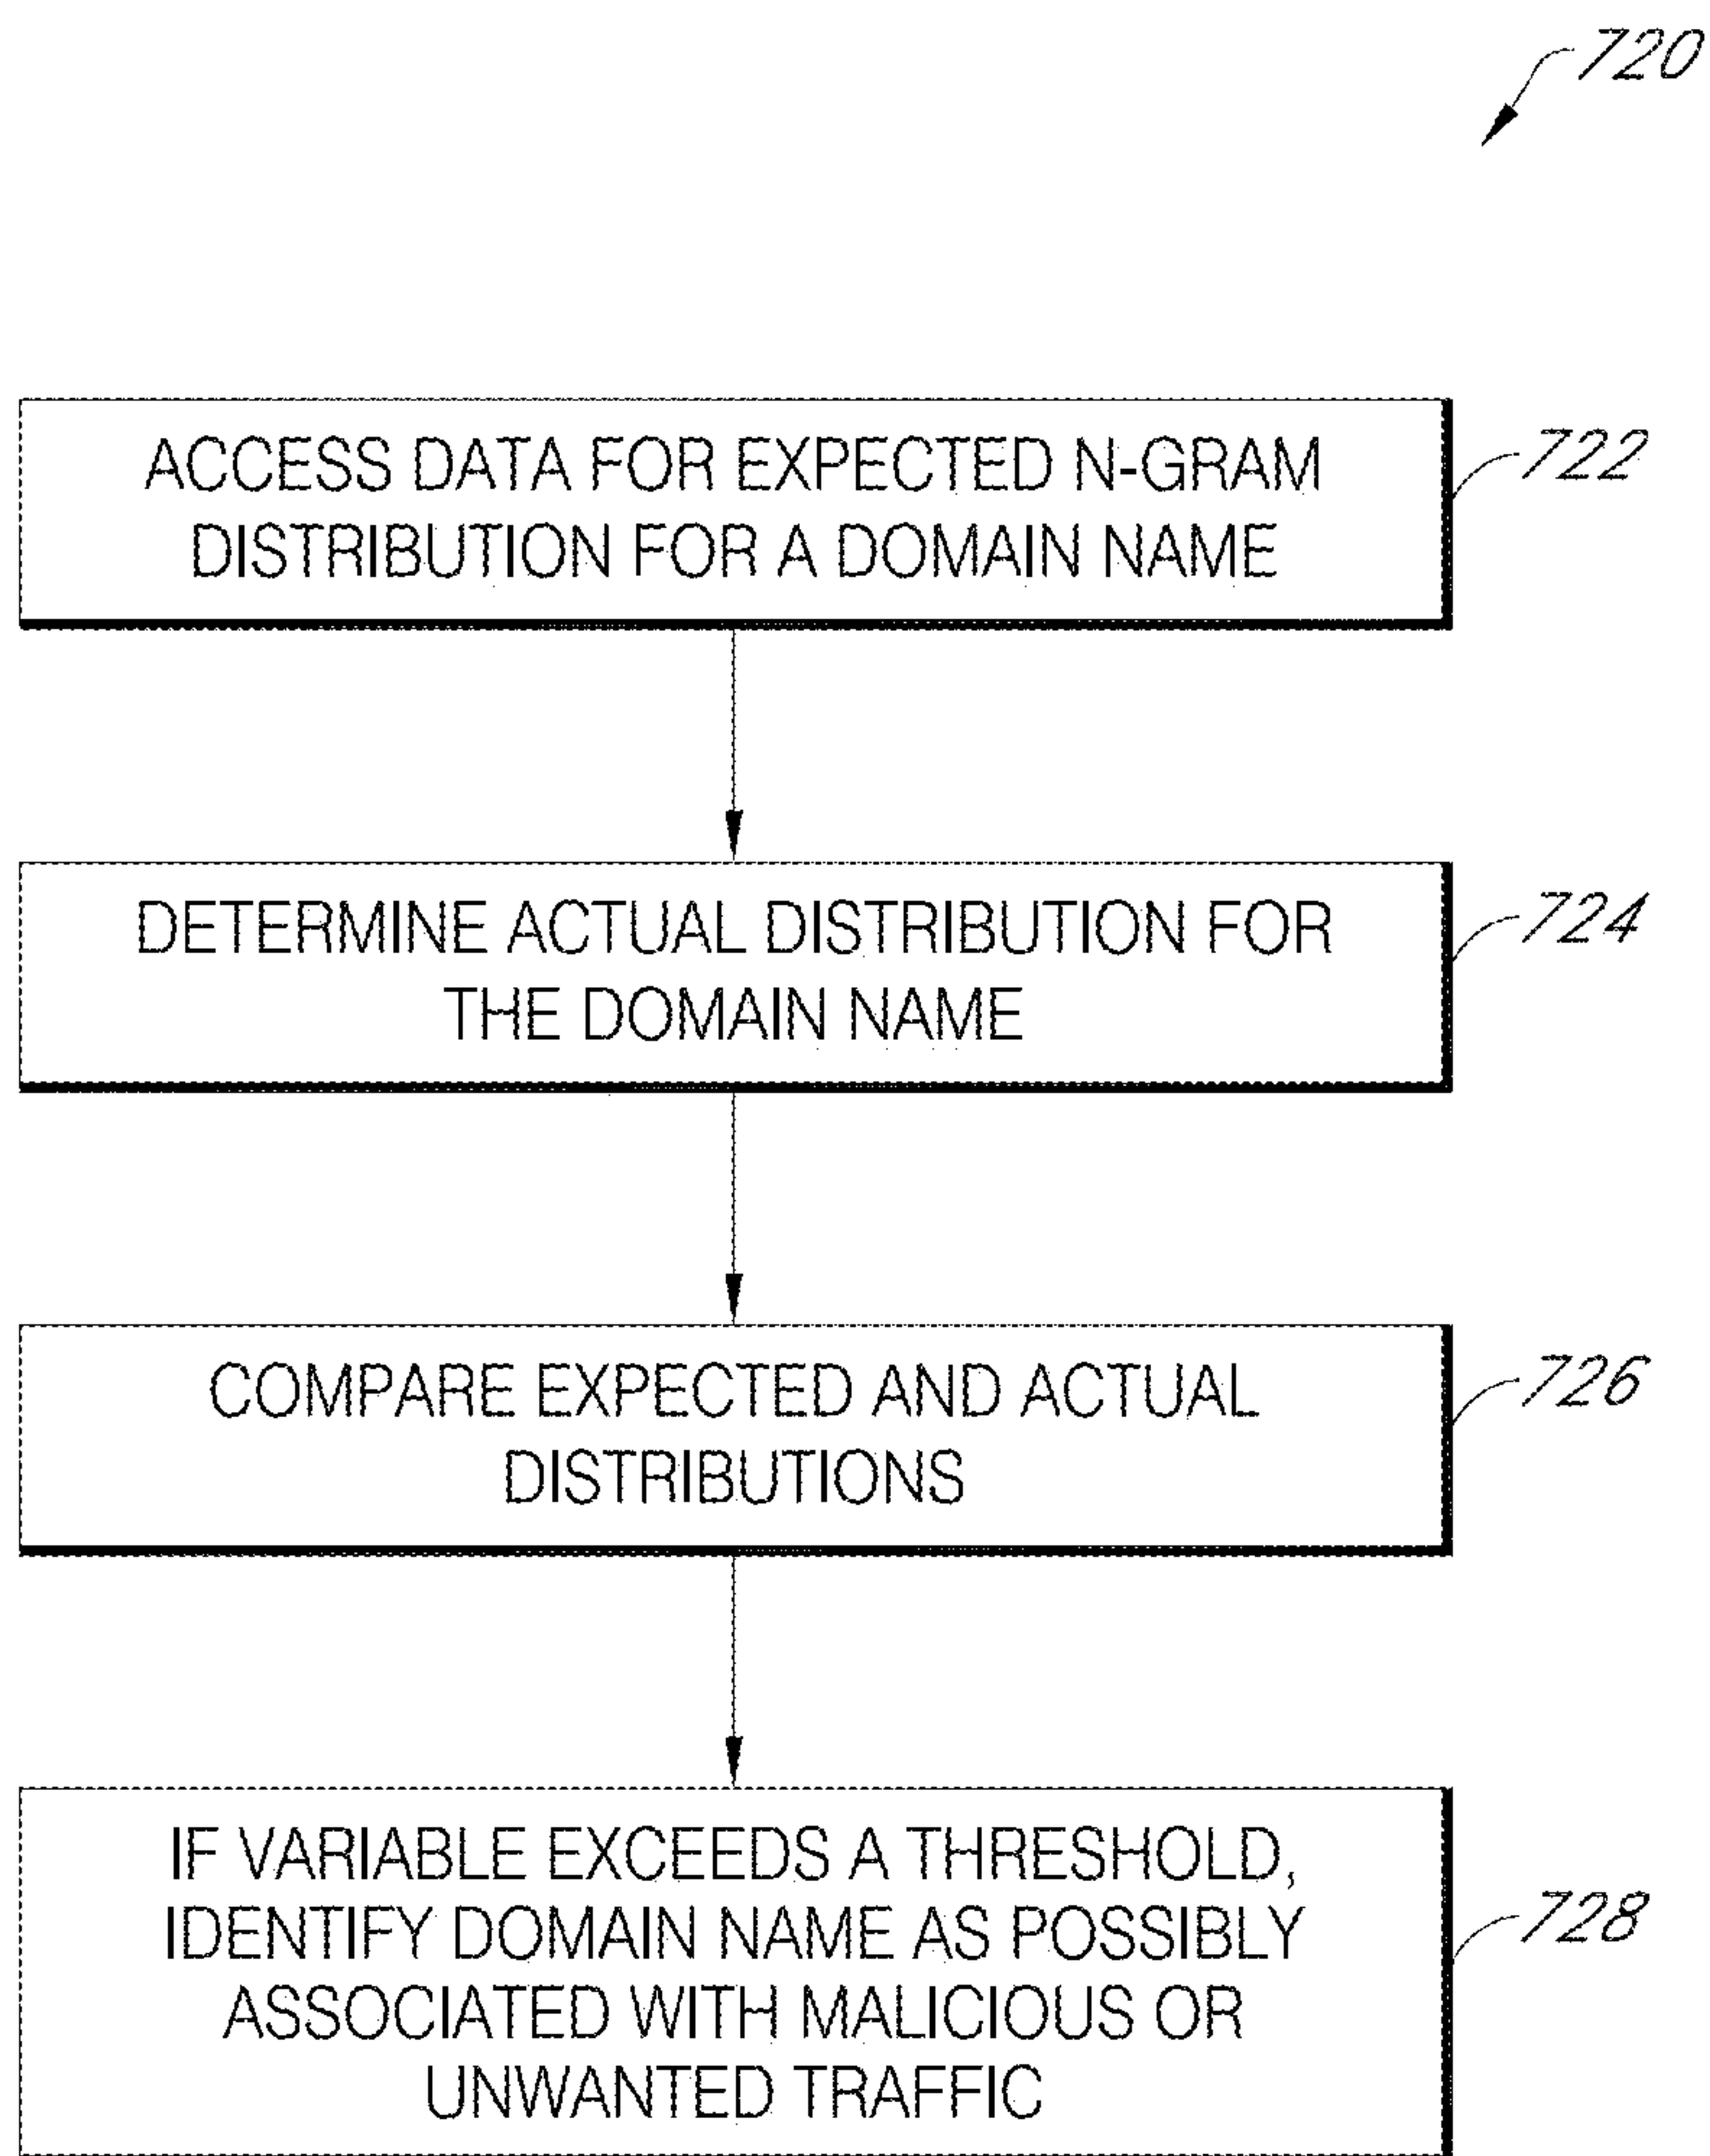 720
ACCESS DATA FOR EXPECTED N-GRAM
DISTRIBUTION FOR A DOMAIN NAME
722
DETERMINE ACTUAL DISTRIBUTION FOR
THE DOMAIN NAME
724
COMPARE EXPECTED AND ACTUAL
DISTRIBUTIONS
726
IF VARIABLE EXCEEDS A THRESHOLD,
IDENTIFY DOMAIN NAME AS POSSIBLY
ASSOCIATED WITH MALICIOUS OR
UNWANTED TRAFFIC
728